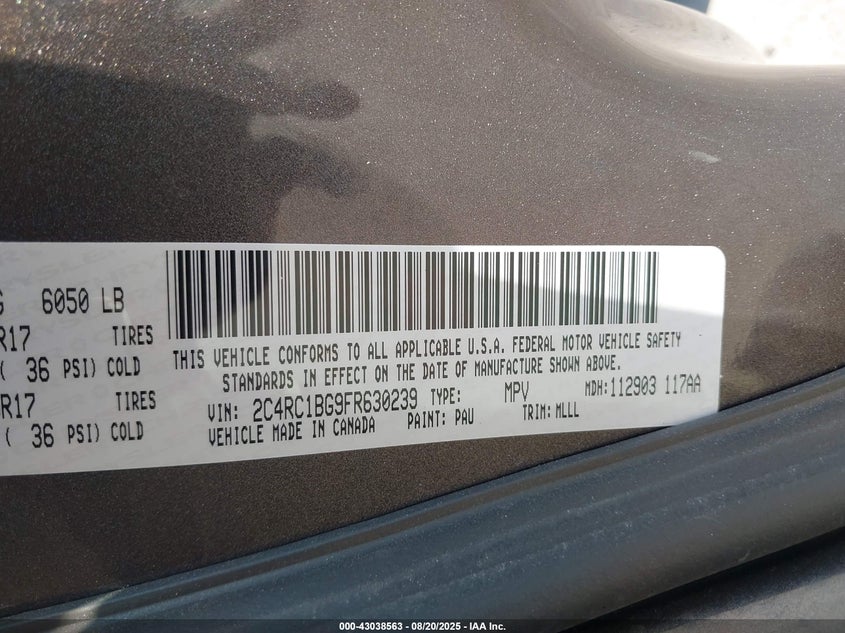 G 6050 LB
R17 TIRES
( 36 PSI) COLD
R17 TIRES
( 36 PSI) COLD
THIS VEHICLE CONFORMS TO ALL APPLICABLE U.S.A. FEDERAL MOTOR VEHICLE SAFETY
STANDARDS IN EFFECT ON THE DATE OF MANUFACTURE SHOWN ABOVE.
VIN: 2C4RC1BG9FR630239 TYPE: MPV MDH:112903 117AA
VEHICLE MADE IN CANADA PAINT: PAU TRIM: MLLL
000-43038563 - 08/20/2025 - IAA Inc.